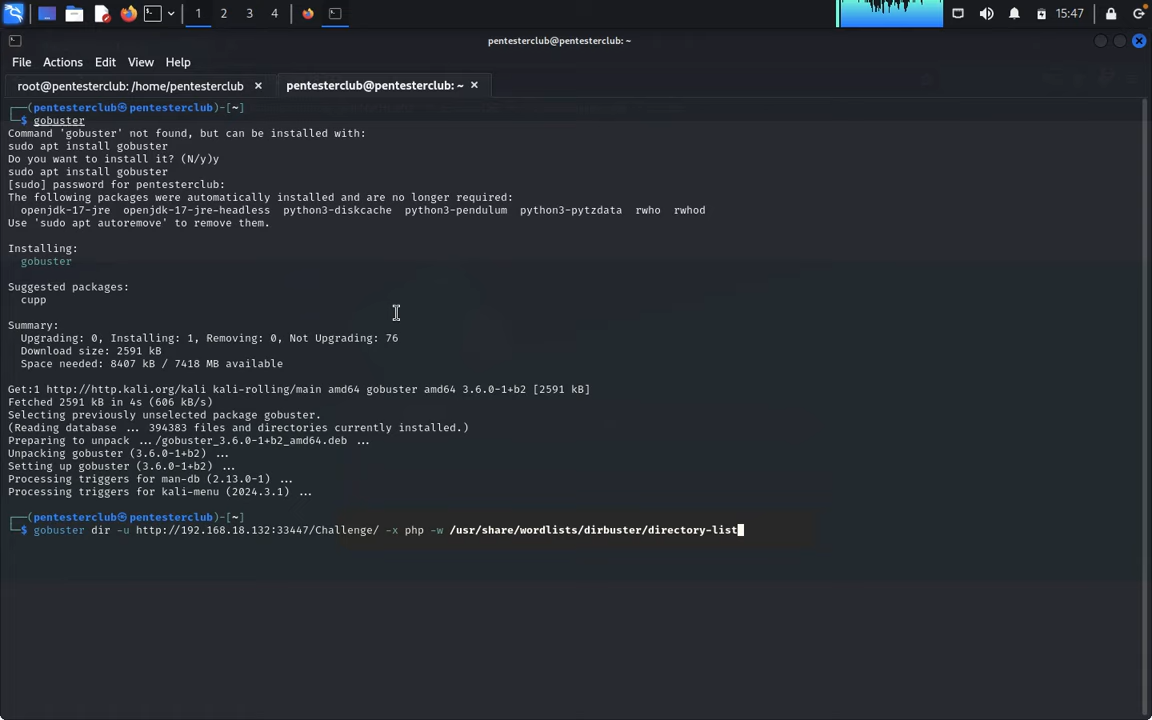 1 2 3 4 15:47
pentesterclub@pentesterclub: ~
File Actions Edit View Help
root@pentesterclub: /home/pentesterclub × pentesterclub@pentesterclub: ~ ×
┌──(pentesterclub㉿pentesterclub)-[~]
└─$ gobuster
Command 'gobuster' not found, but can be installed with:
sudo apt install gobuster
Do you want to install it? (N/y)y
sudo apt install gobuster
[sudo] password for pentesterclub:
The following packages were automatically installed and are no longer required:
openjdk-17-jre openjdk-17-jre-headless python3-diskcache python3-pendulum python3-pytzdata rwho rwhod
Use 'sudo apt autoremove' to remove them.
Installing:
gobuster
Suggested packages:
cupp
Summary:
Upgrading: 0, Installing: 1, Removing: 0, Not Upgrading: 76
Download size: 2591 kB
Space needed: 8407 kB / 7418 MB available
Get:1 http://http.kali.org/kali kali-rolling/main amd64 gobuster amd64 3.6.0-1+b2 [2591 kB]
Fetched 2591 kB in 4s (606 kB/s)
Selecting previously unselected package gobuster.
(Reading database ... 394383 files and directories currently installed.)
Preparing to unpack .../gobuster_3.6.0-1+b2_amd64.deb ...
Unpacking gobuster (3.6.0-1+b2) ...
Setting up gobuster (3.6.0-1+b2) ...
Processing triggers for man-db (2.13.0-1) ...
Processing triggers for kali-menu (2024.3.1) ...
┌──(pentesterclub㉿pentesterclub)-[~]
└─$ gobuster dir -u http://192.168.18.132:33447/Challenge/ -x php -w /usr/share/wordlists/dirbuster/directory-list